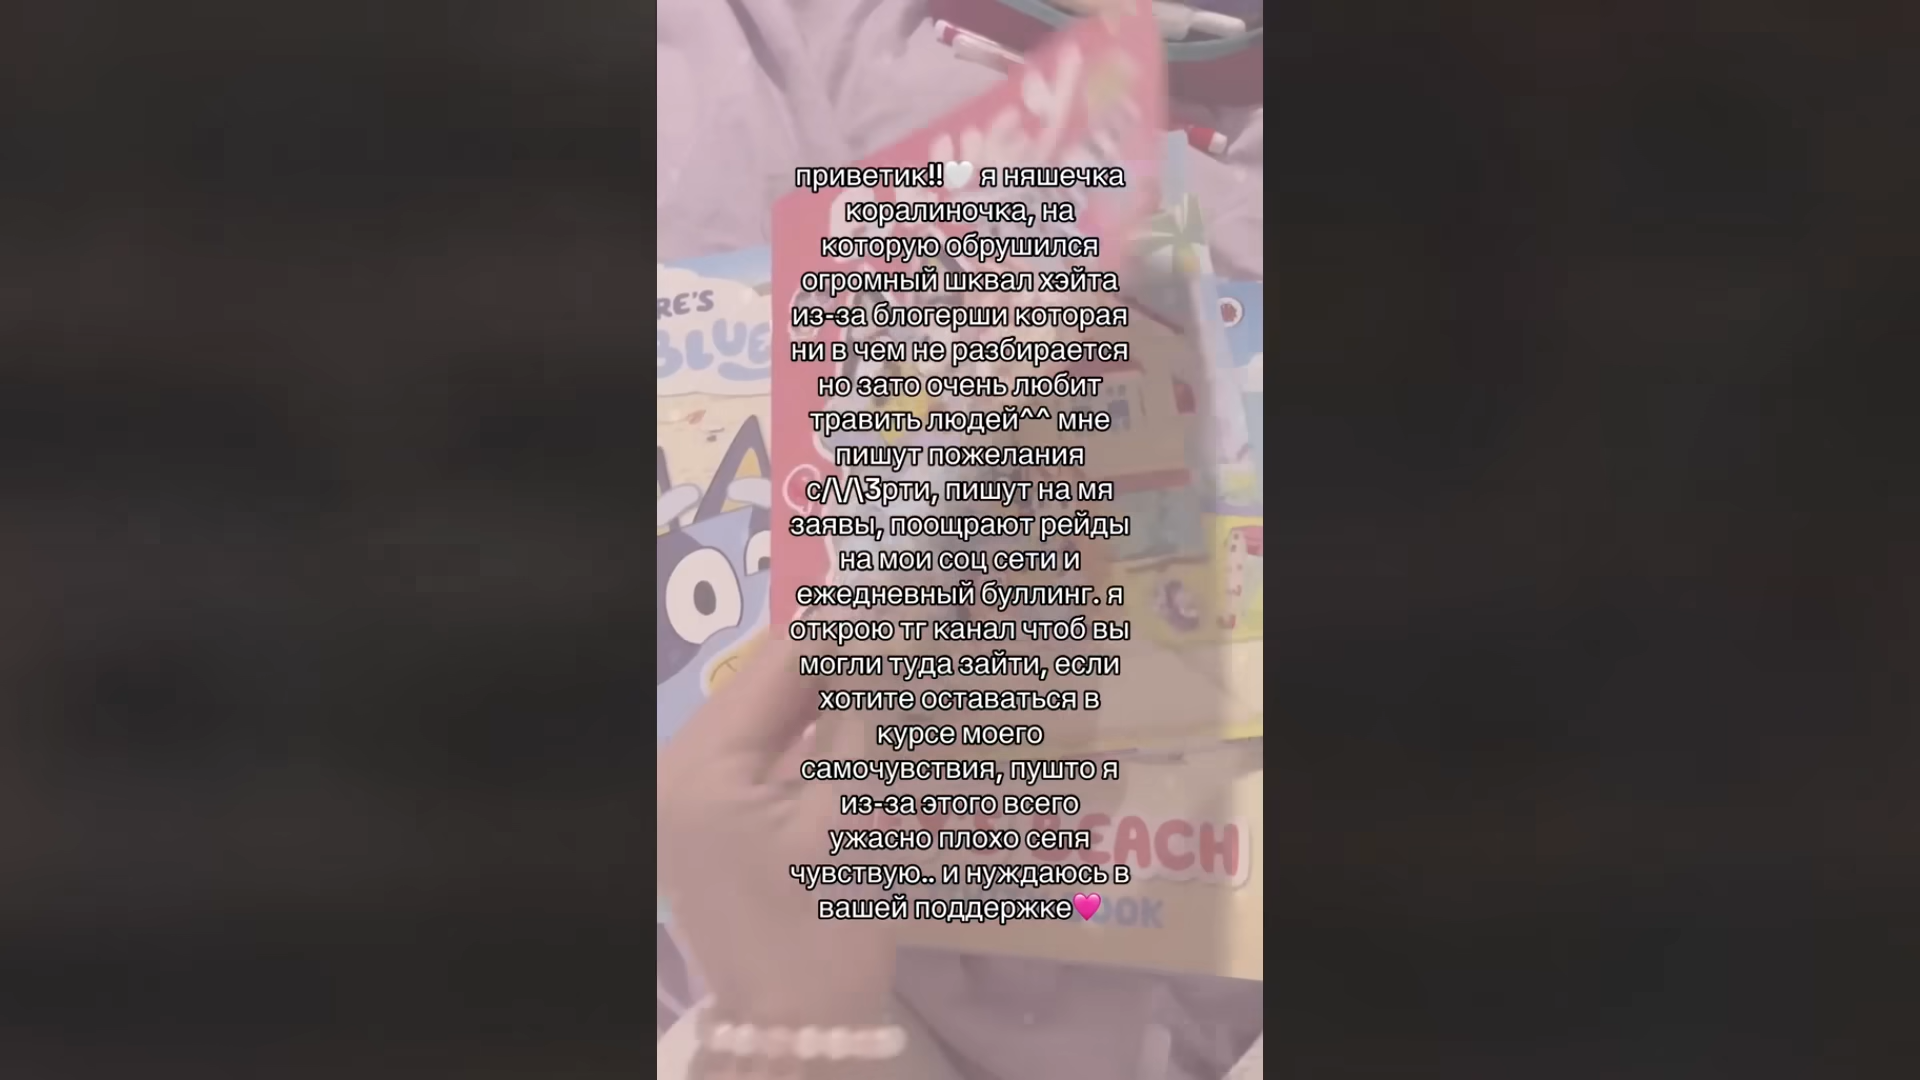 приветик!!🤍 я няшечка
коралиночка, на
которую обрушился
огромный шквал хэйта
из-за блогерши которая
ни в чем не разбирается
но зато очень любит
травить людей^^ мне
пишут пожелания
с/\/\3рти, пишут на мя
заявы, поощрают рейды
на мои соц сети и
ежедневный буллинг. я
открою тг канал чтоб вы
могли туда зайти, если
хотите оставаться в
курсе моего
самочувствия, пушто я
из-за этого всего
ужасно плохо сепя
чувствую.. и нуждаюсь в
вашей поддержке🩷
BLUE
BEACH